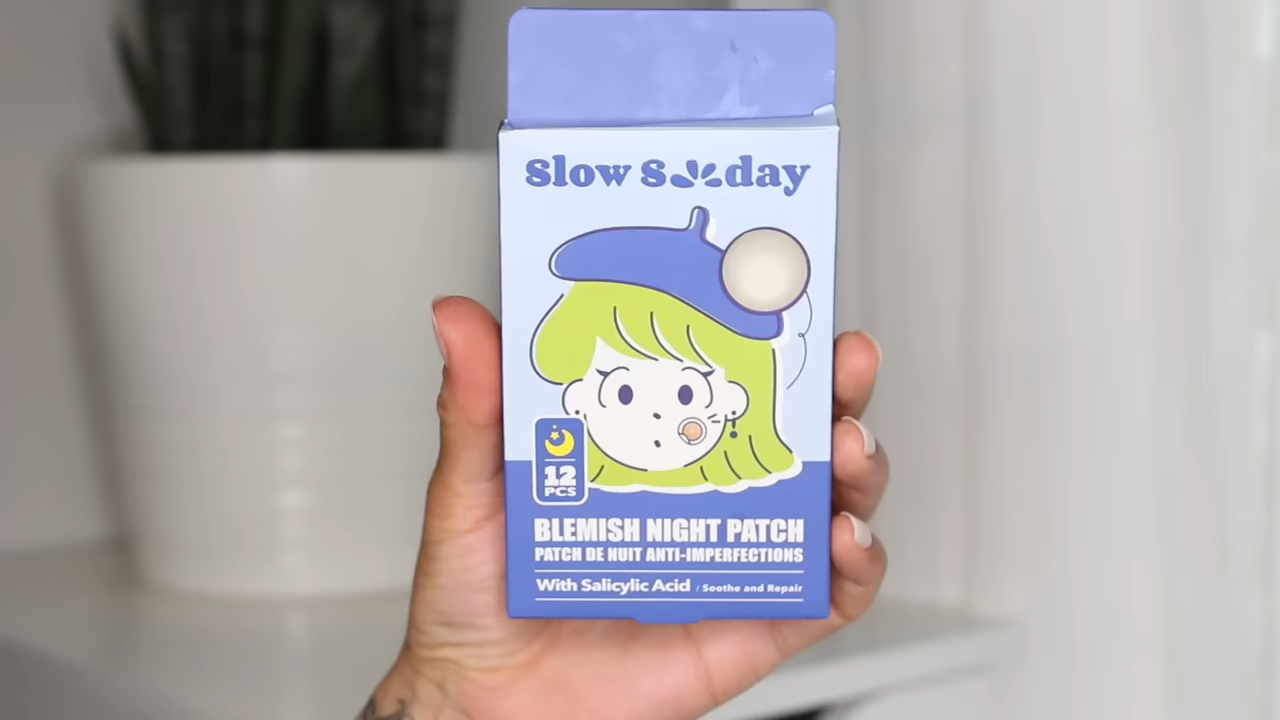 Slow S day
12
PCS
BLEMISH NIGHT PATCH
PATCH DE NUIT ANTI-IMPERFECTIONS
With Salicylic Acid / Soothe and Repair